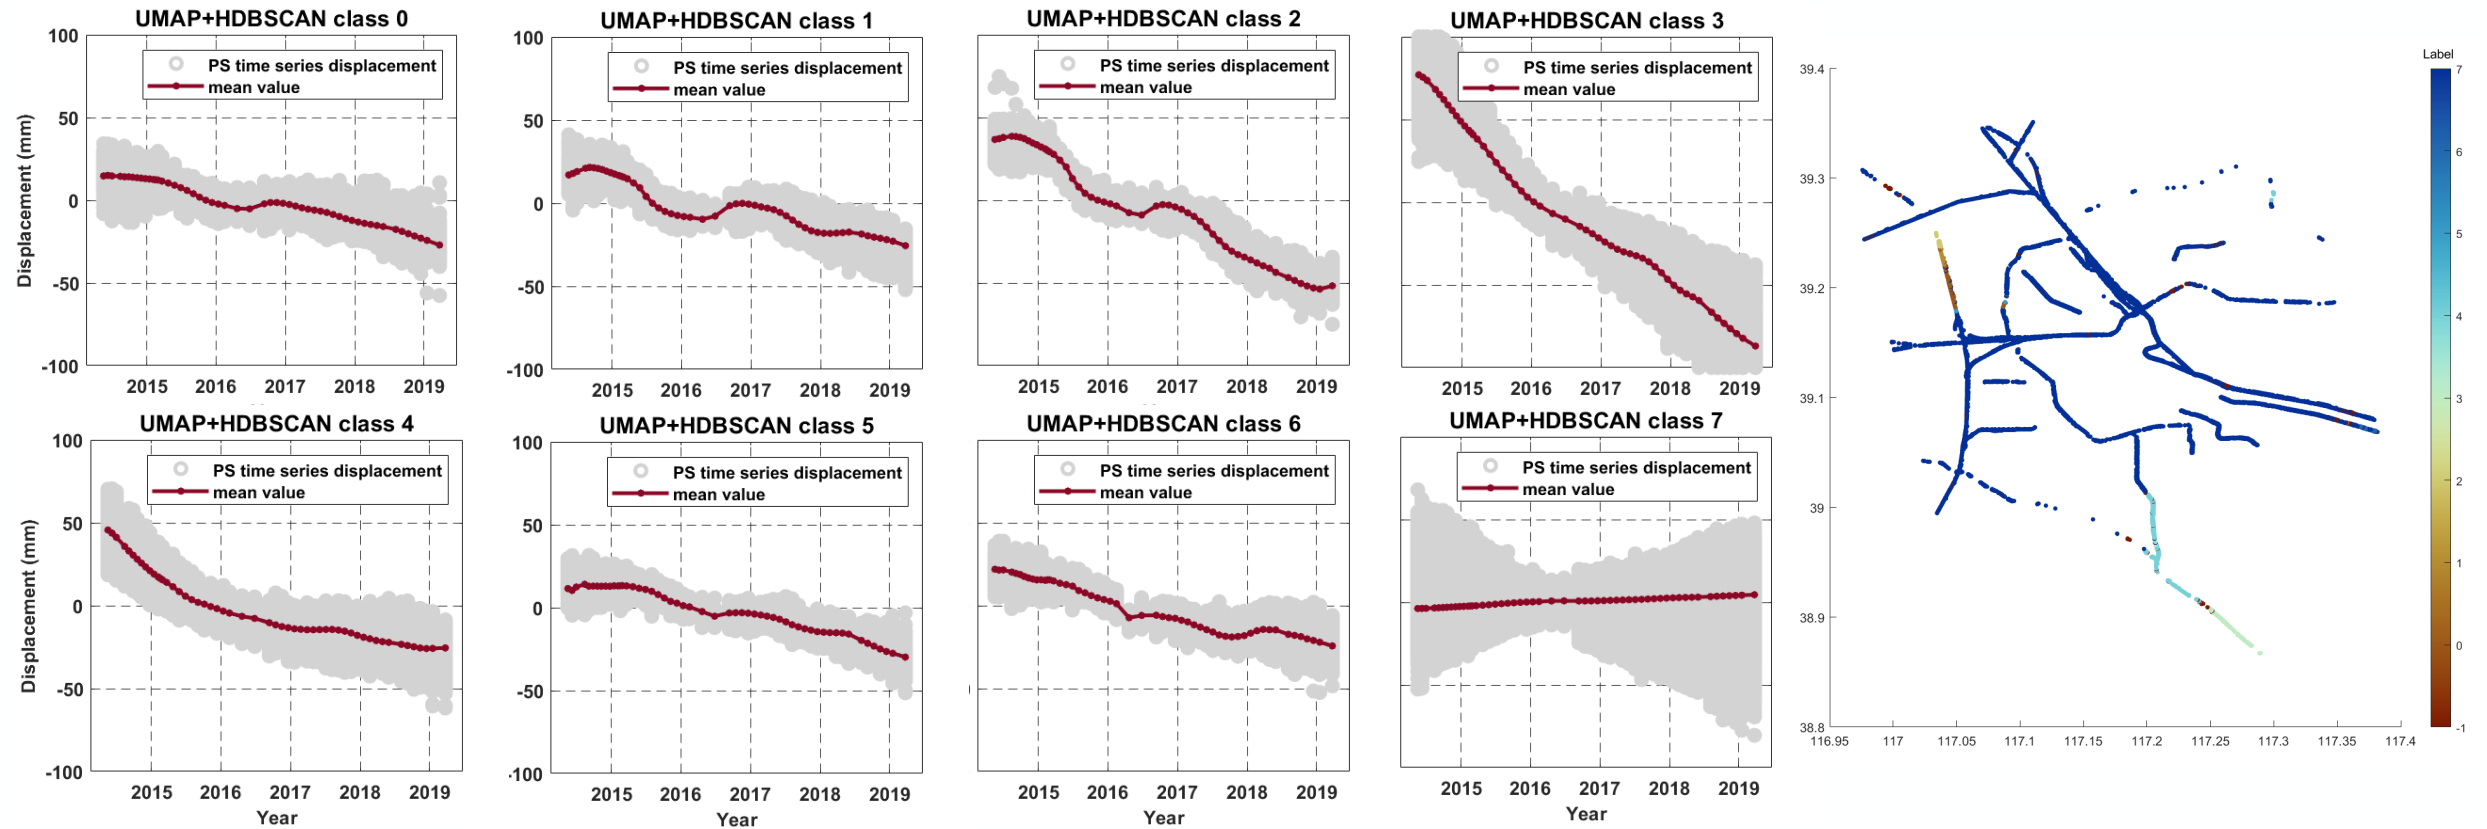 UMAP+HDBSCAN class 0
100
50
0
-50
-100
Displacement (mm)
PS time series displacement
mean value
2015 2016 2017 2018 2019
UMAP+HDBSCAN class 1
100
50
0
-50
-100
PS time series displacement
mean value
2015 2016 2017 2018 2019
UMAP+HDBSCAN class 2
PS time series displacement
mean value
2015 2016 2017 2018 2019
UMAP+HDBSCAN class 3
PS time series displacement
mean value
2015 2016 2017 2018 2019
UMAP+HDBSCAN class 4
100
50
0
-50
-100
Displacement (mm)
PS time series displacement
mean value
2015 2016 2017 2018 2019
Year
UMAP+HDBSCAN class 5
100
50
0
-50
-100
PS time series displacement
mean value
2015 2016 2017 2018 2019
Year
UMAP+HDBSCAN class 6
PS time series displacement
mean value
2015 2016 2017 2018 2019
Year
UMAP+HDBSCAN class 7
PS time series displacement
mean value
2015 2016 2017 2018 2019
Year
39.4
39.3
39.2
39.1
39
38.9
38.8
116.95 117 117.05 117.1 117.15 117.2 117.25 117.3 117.35 117.4
Label
7
6
5
4
3
2
1
0
-1